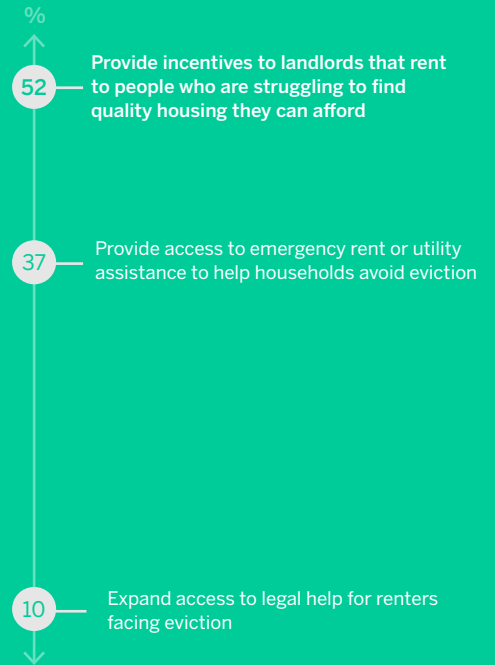 %
52
Provide incentives to landlords that rent
to people who are struggling to find
quality housing they can afford
37
Provide access to emergency rent or utility
assistance to help households avoid eviction
10
Expand access to legal help for renters
facing eviction